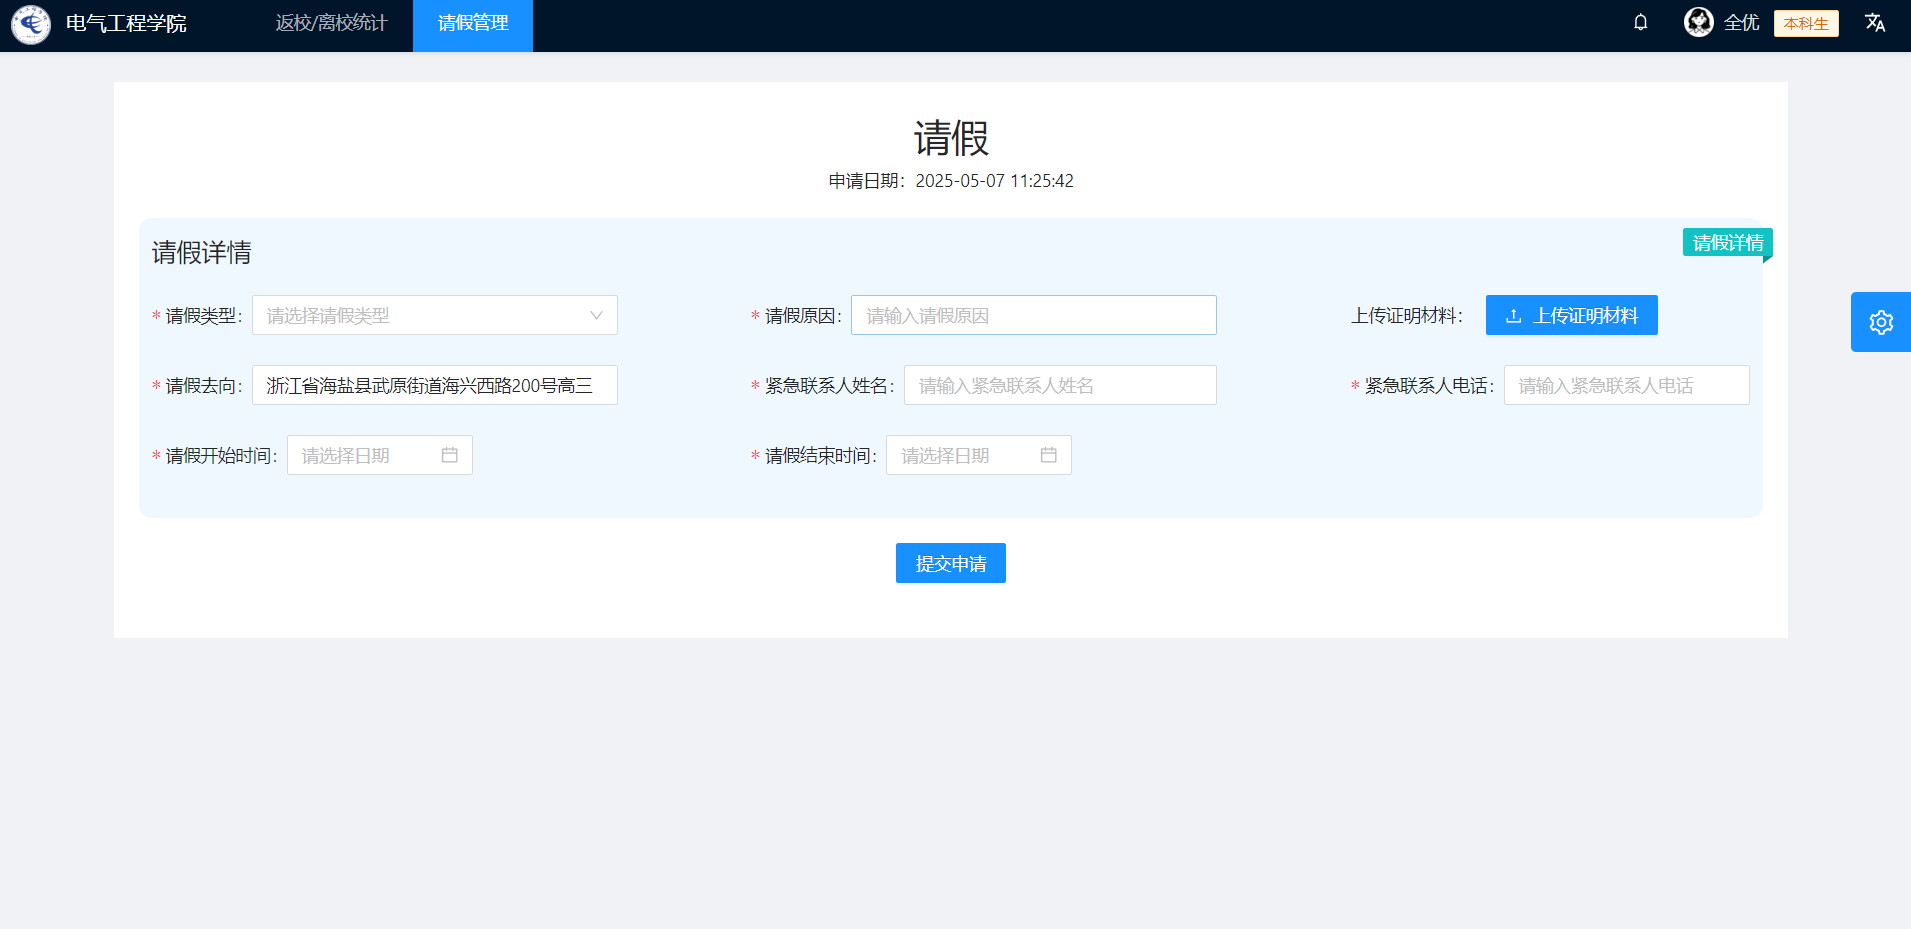 电气工程学院 返校/离校统计 请假管理 全优 本科生
请假
申请日期：2025-05-07 11:25:42
请假详情 请假详情
* 请假类型： 请选择请假类型 * 请假原因： 请输入请假原因 上传证明材料： 上传证明材料
* 请假去向： 浙江省海盐县武原街道海兴西路200号高三 * 紧急联系人姓名： 请输入紧急联系人姓名 * 紧急联系人电话： 请输入紧急联系人电话
* 请假开始时间： 请选择日期 * 请假结束时间： 请选择日期
提交申请